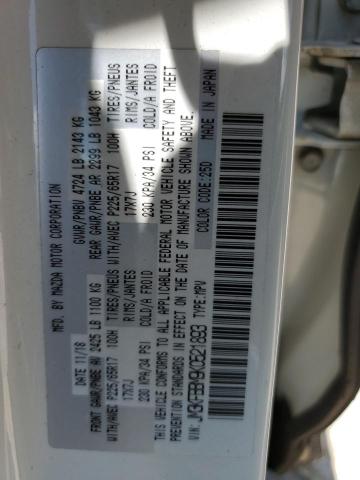 MFD. BY MAZDA MOTOR CORPORATION
DATE: 11/18
GVWR/PNBV 4724 LB 2143 KG
FRONT GAWR/PNBE AV 2425 LB 1100 KG
REAR GAWR/PNBE AR 2299 LB 1043 KG
WITH/AVEC P225/65R17 100H TIRES/PNEUS
WITH/AVEC P225/65R17 100H TIRES/PNEUS
17X7J RIMS/JANTES
17X7J RIMS/JANTES
230 KPA/34 PSI COLD/A FROID
230 KPA/34 PSI COLD/A FROID
THIS VEHICLE CONFORMS TO ALL APPLICABLE FEDERAL MOTOR VEHICLE SAFETY AND THEFT
PREVENTION STANDARDS IN EFFECT ON THE DATE OF MANUFACTURE SHOWN ABOVE.
MADE IN JAPAN
VIN: JM3KFBBM9K0521893 TYPE: MPV
COLOR CODE: 25D